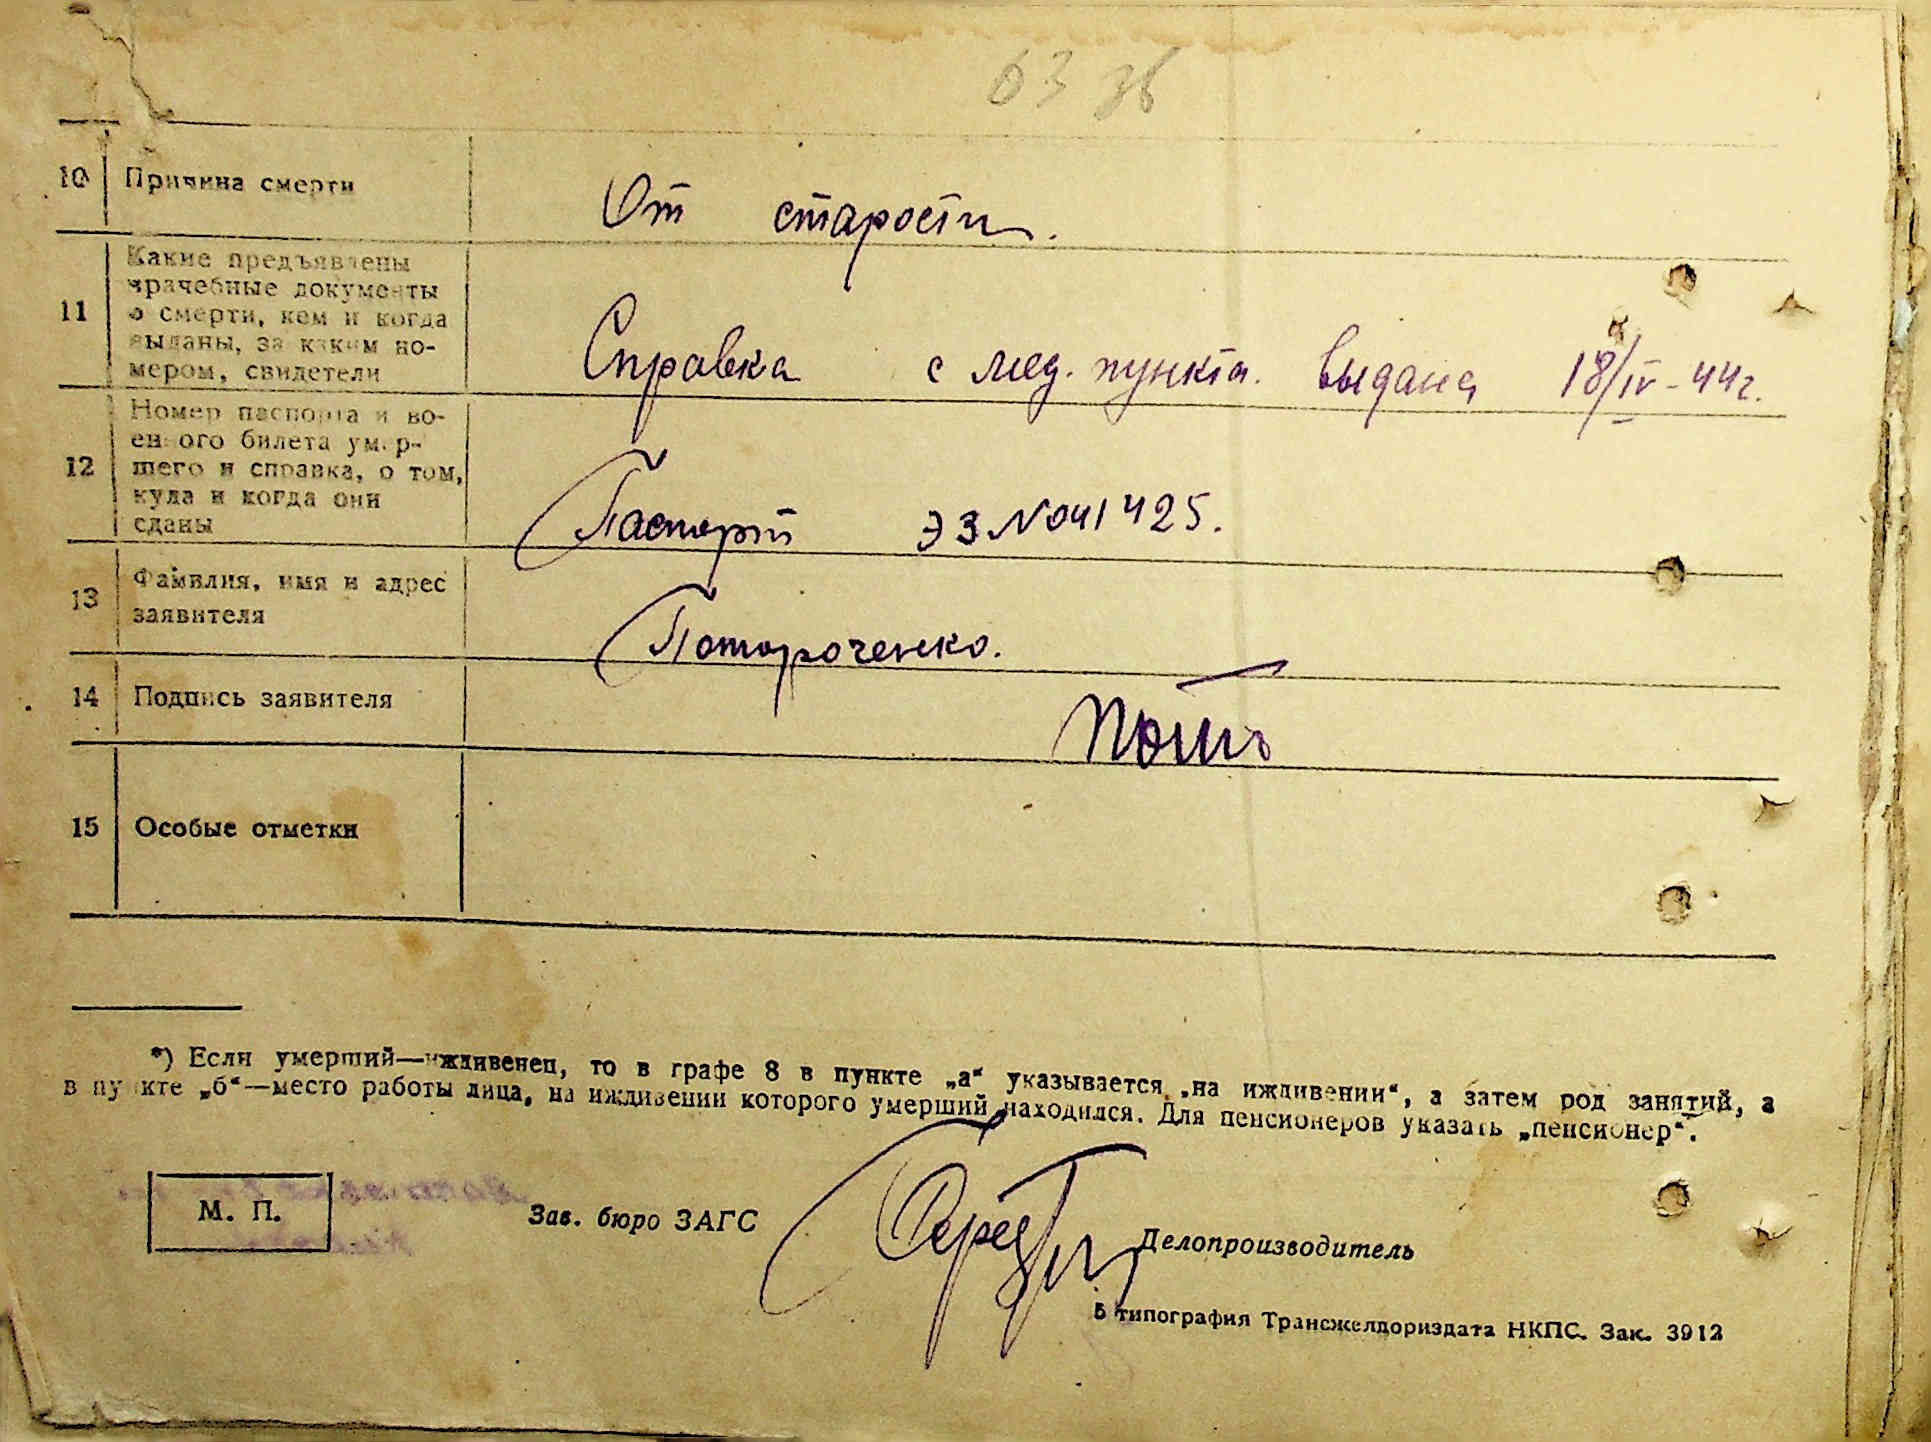 63 зв
10 Причина смерти
От старости.
11 Какие предъявлены
врачебные документы
о смерти, кем и когда
выданы, за каким но-
мером, свидетели
Справка с мед. пункта. выдана 18/IV-44г.
12 Номер паспорта и во-
енного билета умер-
шего и справка, о том,
куда и когда они
сданы
Паспорт ЭЗ №041425.
13 Фамилия, имя и адрес
заявителя
Потороченко.
14 Подпись заявителя
15 Особые отметки
*) Если умерший—иждивенец, то в графе 8 в пункте „а“ указывается „на иждивении“, а затем род занятий, а
в пункте „б“—место работы лица, на иждивении которого умерший находился. Для пенсионеров указать „пенсионер“.
М. П.
Зав. бюро ЗАГС
Делопроизводитель
5 типография Трансжелдориздата НКПС. Зак. 3912